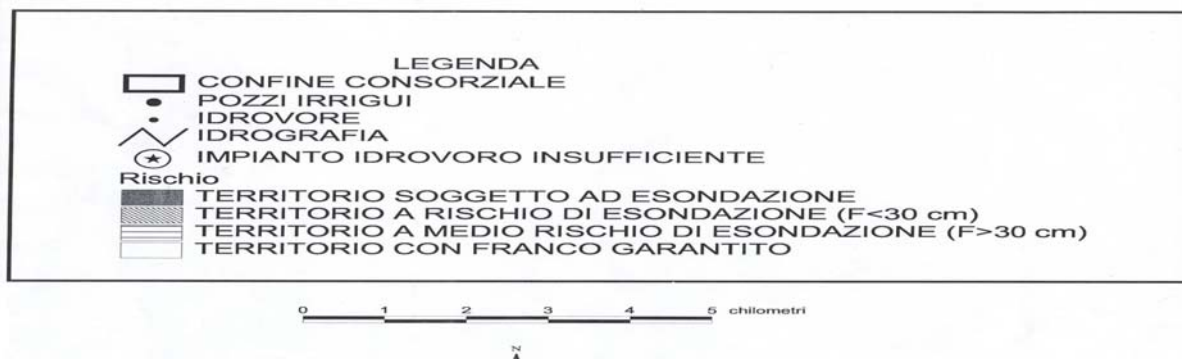 LEGENDA
CONFINE CONSORZIALE
POZZI IRRIGUI
IDROVORE
IDROGRAFIA
IMPIANTO IDROVORO INSUFFICIENTE
Rischio
TERRITORIO SOGGETTO AD ESONDAZIONE
TERRITORIO A RISCHIO DI ESONDAZIONE (F<30 cm)
TERRITORIO A MEDIO RISCHIO DI ESONDAZIONE (F>30 cm)
TERRITORIO CON FRANCO GARANTITO
0 1 2 3 4 5 chilometri
N